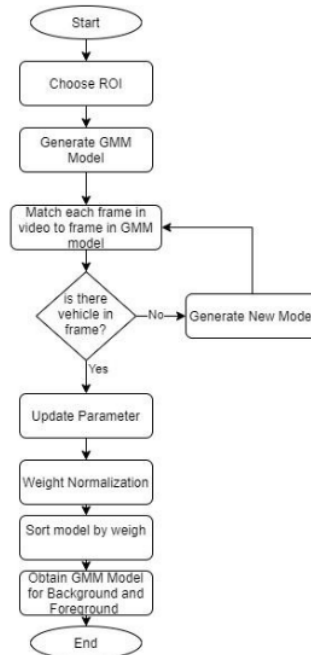 Start
Choose ROI
Generate GMM
Model
Match each frame in
video to frame in GMM
model
is there
vehicle in
frame?
No
Generate New Model
Yes
Update Parameter
Weight Normalization
Sort model by weigh
Obtain GMM Model
for Background and
Foreground
End